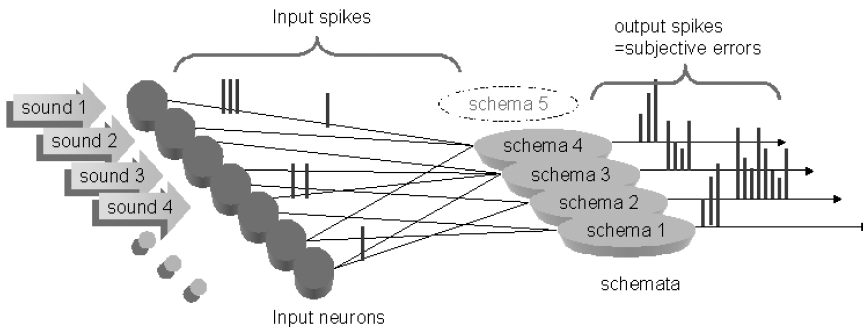 Input spikes
output spikes
=subjective errors
sound 1
sound 2
sound 3
sound 4
schema 5
schema 4
schema 3
schema 2
schema 1
schemata
Input neurons